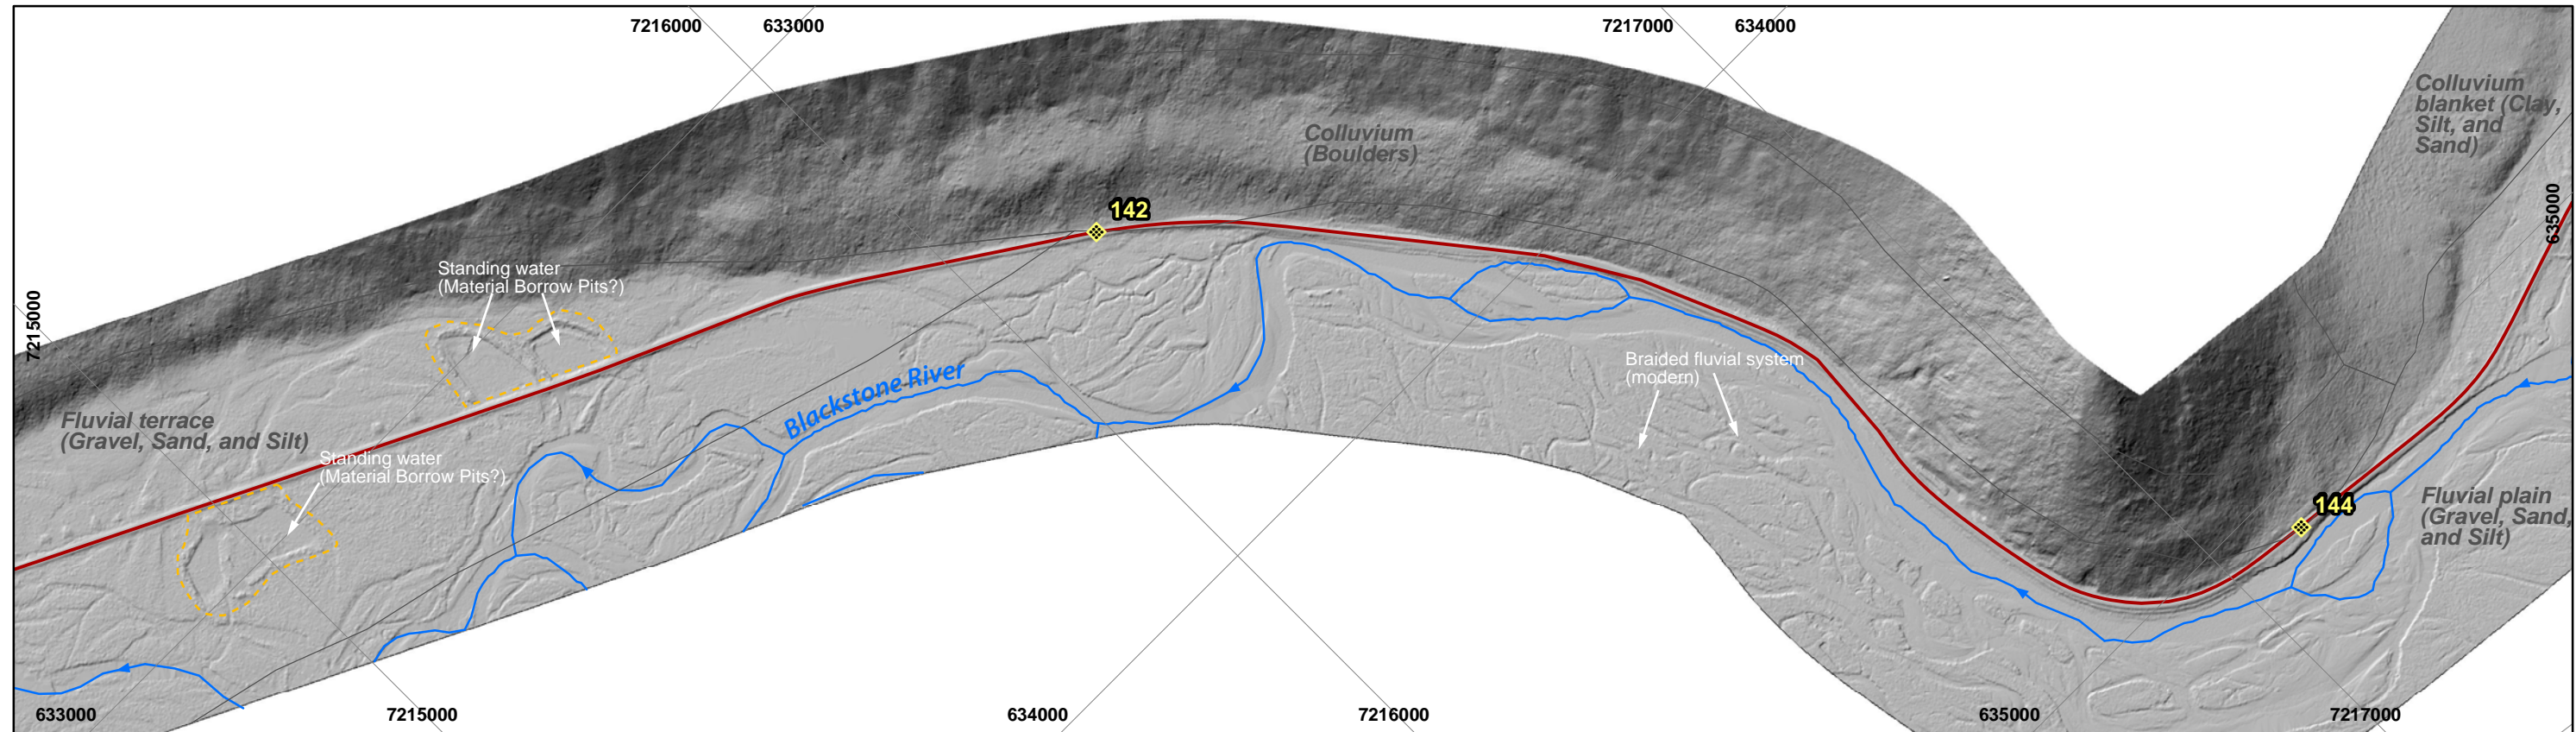 7216000
633000
7217000
634000
Colluvium
blanket (Clay,
Silt, and
Sand)
Colluvium
(Boulders)
142
635000
Standing water
(Material Borrow Pits?)
7215000
Braided fluvial system
(modern)
Blackstone River
Fluvial terrace
(Gravel, Sand, and Silt)
Standing water
(Material Borrow Pits?)
144
Fluvial plain
(Gravel, Sand,
and Silt)
633000
7215000
634000
7216000
635000
7217000